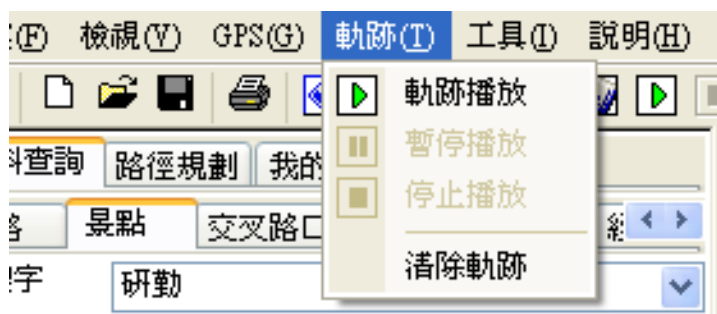 (F) 檢視(V) GPS(G) 軌跡(T) 工具(I) 說明(H)
軌跡播放
暫停播放
停止播放
清除軌跡
查詢 路徑規劃 我的
景點 交叉路口
字 研勤